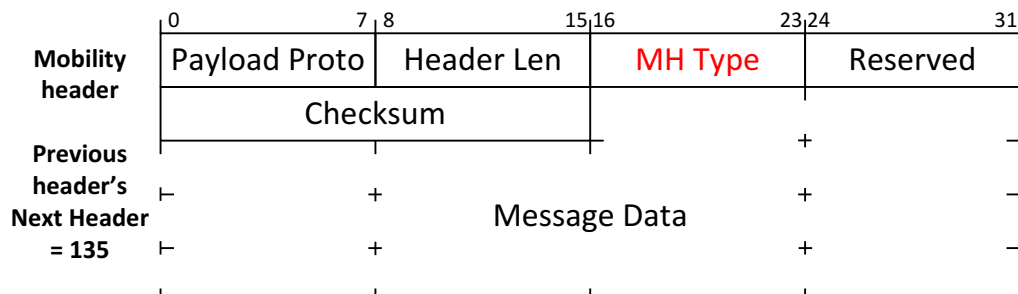 0 7 8 15 16 23 24 31
Mobility header
Payload Proto Header Len MH Type Reserved
Checksum
Previous
header’s
Next Header
= 135
Message Data